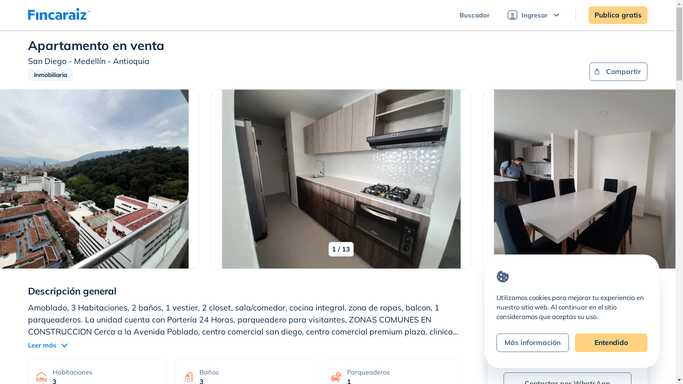 Fincaraiz
Buscador
Ingresar
Publica gratis
Apartamento en venta
San Diego - Medellín - Antioquia
Inmobiliaria
Compartir
1 / 13
Descripción general
Amoblado, 3 Habitaciones, 2 baños, 1 vestier, 2 closet, sala/comedor, cocina integral, zona de ropas, balcon, 1
parqueaderos. La unidad cuenta con Portería 24 Horas, parqueadero para visitantes, ZONAS COMUNES EN
CONSTRUCCION Cerca a la Avenida Poblado, centro comercial san diego, centro comercial premium plaza, clinica...
Leer más
Habitaciones
3
Baños
3
Parqueaderos
1
Utilizamos cookies para mejorar tu experiencia en
nuestro sitio web. Al continuar en el sitio
consideramos que aceptas su uso.
Más información
Entendido
Contactar por WhatsApp